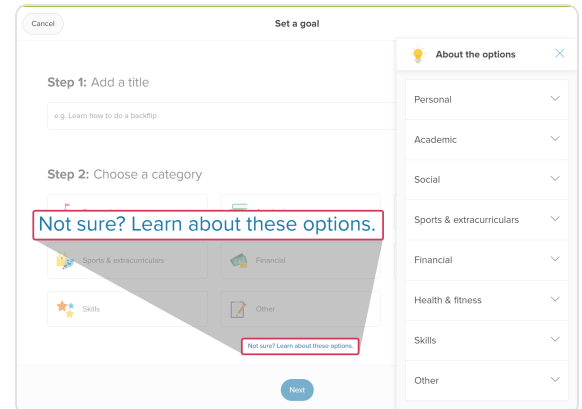 Cancel
Set a goal
About the options
Step 1: Add a title
e.g. Learn how to do a backflip
Step 2: Choose a category
Not sure? Learn about these options.
Sports & extracurriculars
Financial
Skills
Other
Not sure? Learn about these options.
Next
Personal
Academic
Social
Sports & extracurriculars
Financial
Health & fitness
Skills
Other